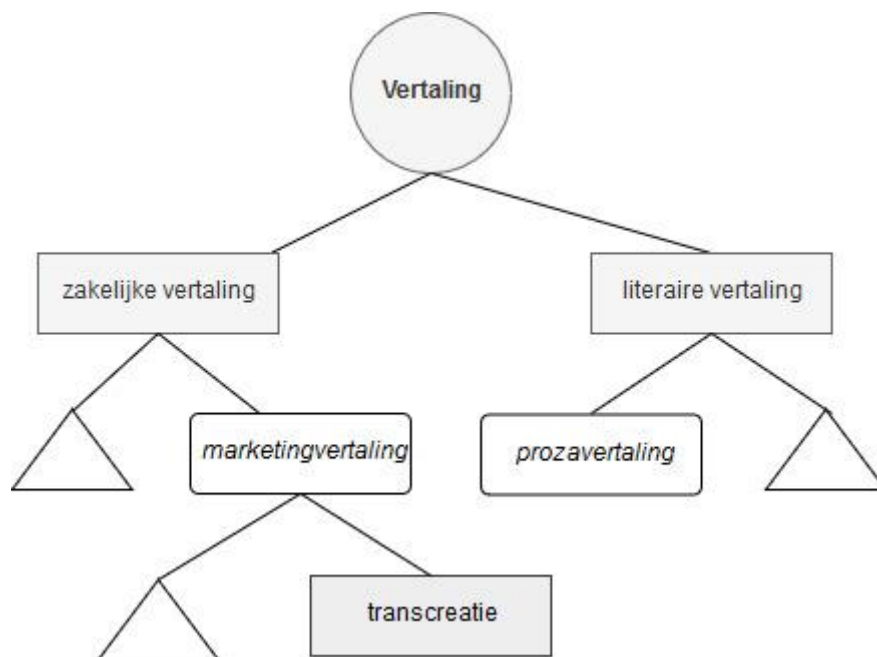 Vertaling
zakelijke vertaling
literaire vertaling
marketingvertaling
prozavertaling
transcreatie